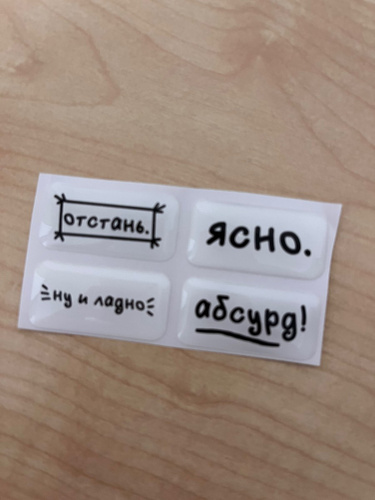 отстань.
ясно.
ну и ладно
абсурд!